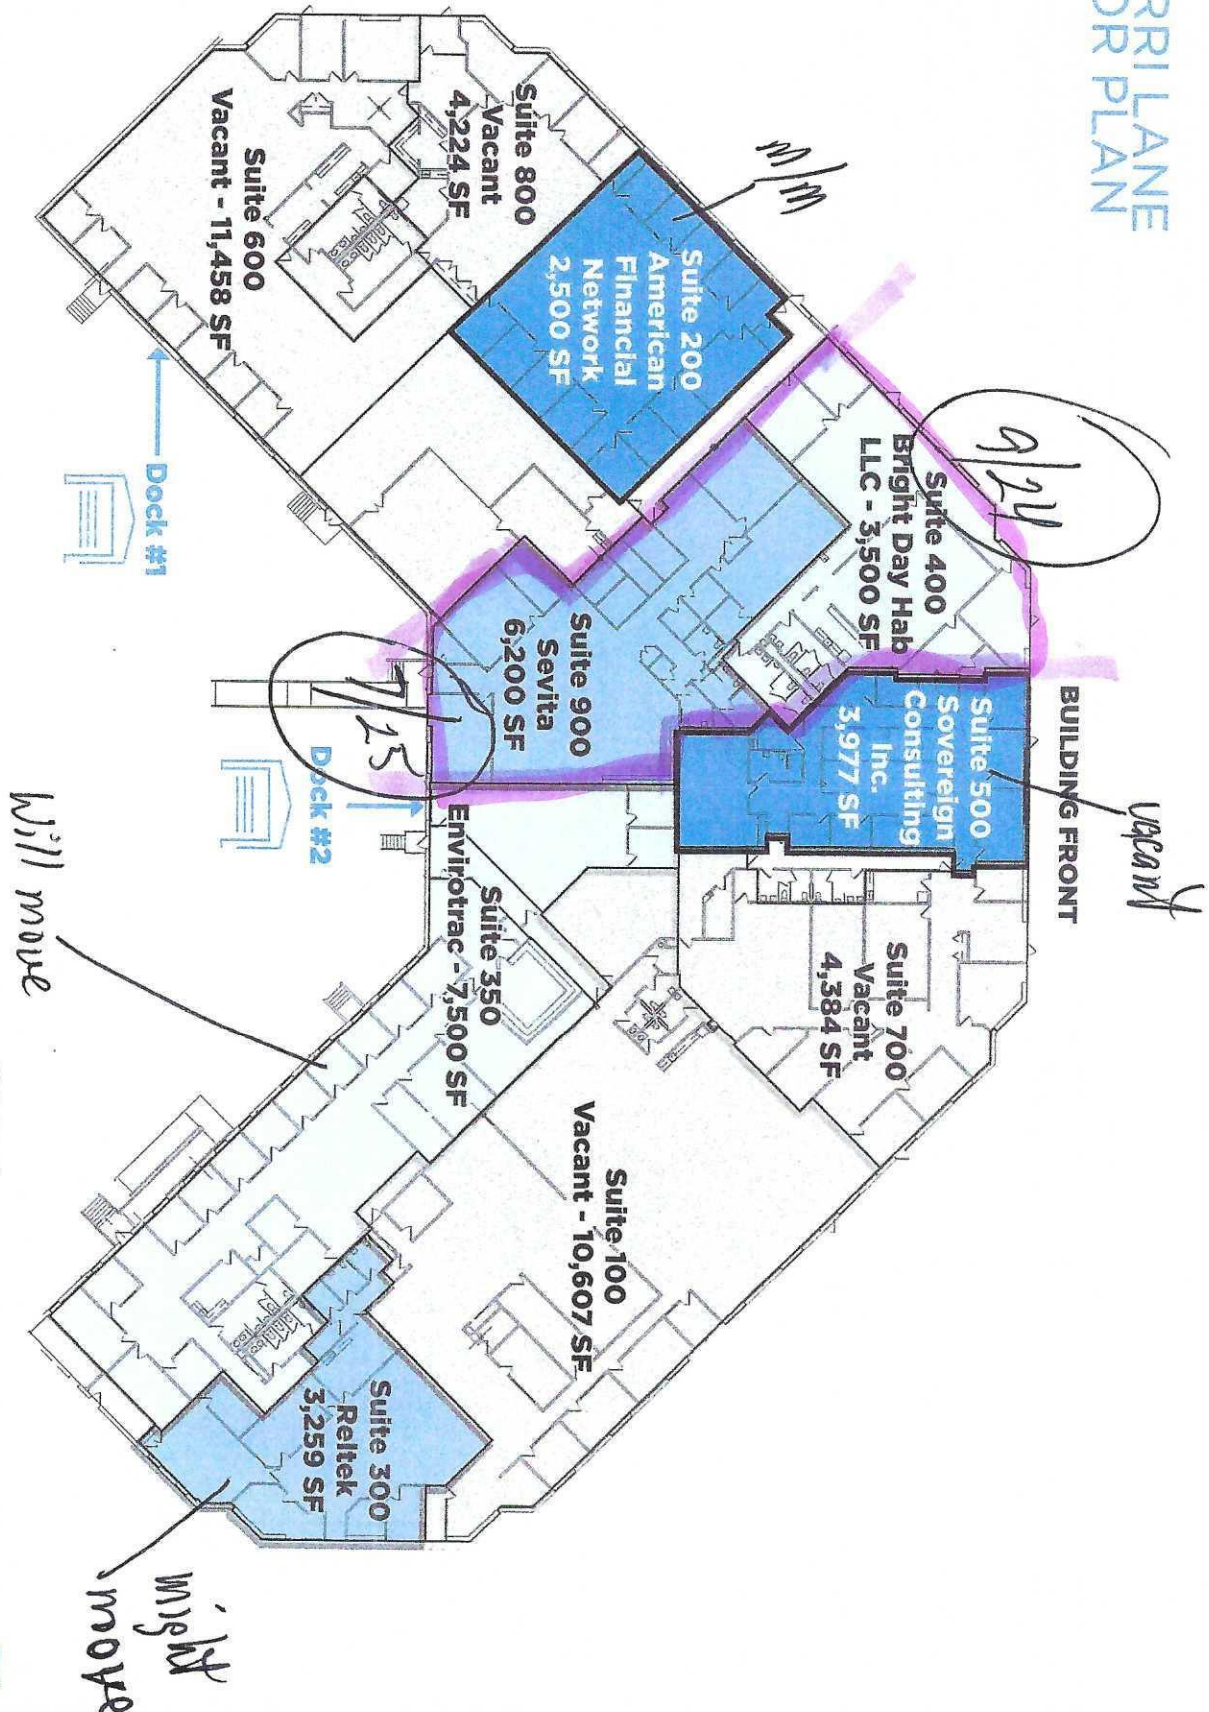 RRI LANE
OR PLAN
m/m
9/24
BUILDING FRONT
vacant
Suite 800
Vacant
4,224 SF
Suite 600
Vacant - 11,458 SF
Suite 200
American
Financial
Network
2,500 SF
Suite 400
Bright Day Hab
LLC - 3,500 SF
Suite 500
Sovereign
Consulting
Inc.
3,977 SF
Suite 900
Sevita
6,200 SF
7/25
Suite 700
Vacant
4,384 SF
Suite 350
Envirotrac - 7,500 SF
Suite 100
Vacant - 10,607 SF
Suite 300
Reltek
3,259 SF
Dock #1
Dock #2
Will move
might
move